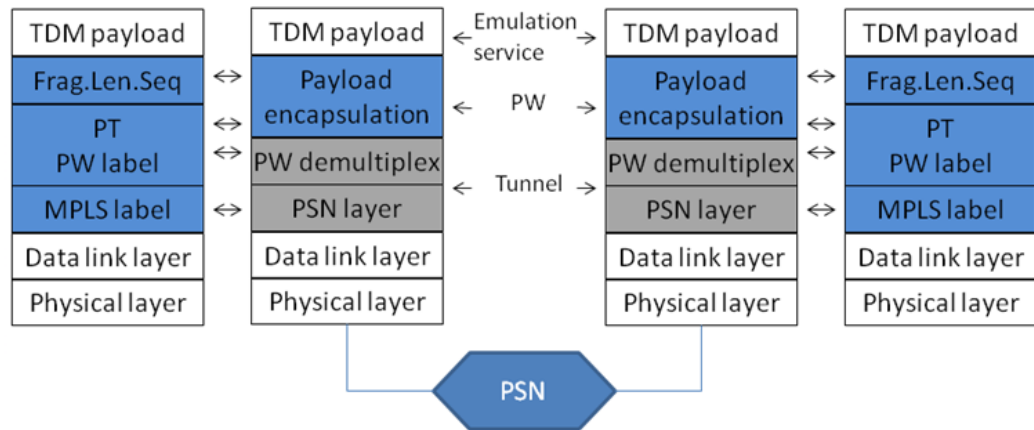 TDM payload
Frag.Len.Seq
PT
PW label
MPLS label
Data link layer
Physical layer
TDM payload
Payload
encapsulation
PW demultiplex
PSN layer
Data link layer
Physical layer
Emulation
service
PW
Tunnel
TDM payload
Payload
encapsulation
PW demultiplex
PSN layer
Data link layer
Physical layer
TDM payload
Frag.Len.Seq
PT
PW label
MPLS label
Data link layer
Physical layer
PSN